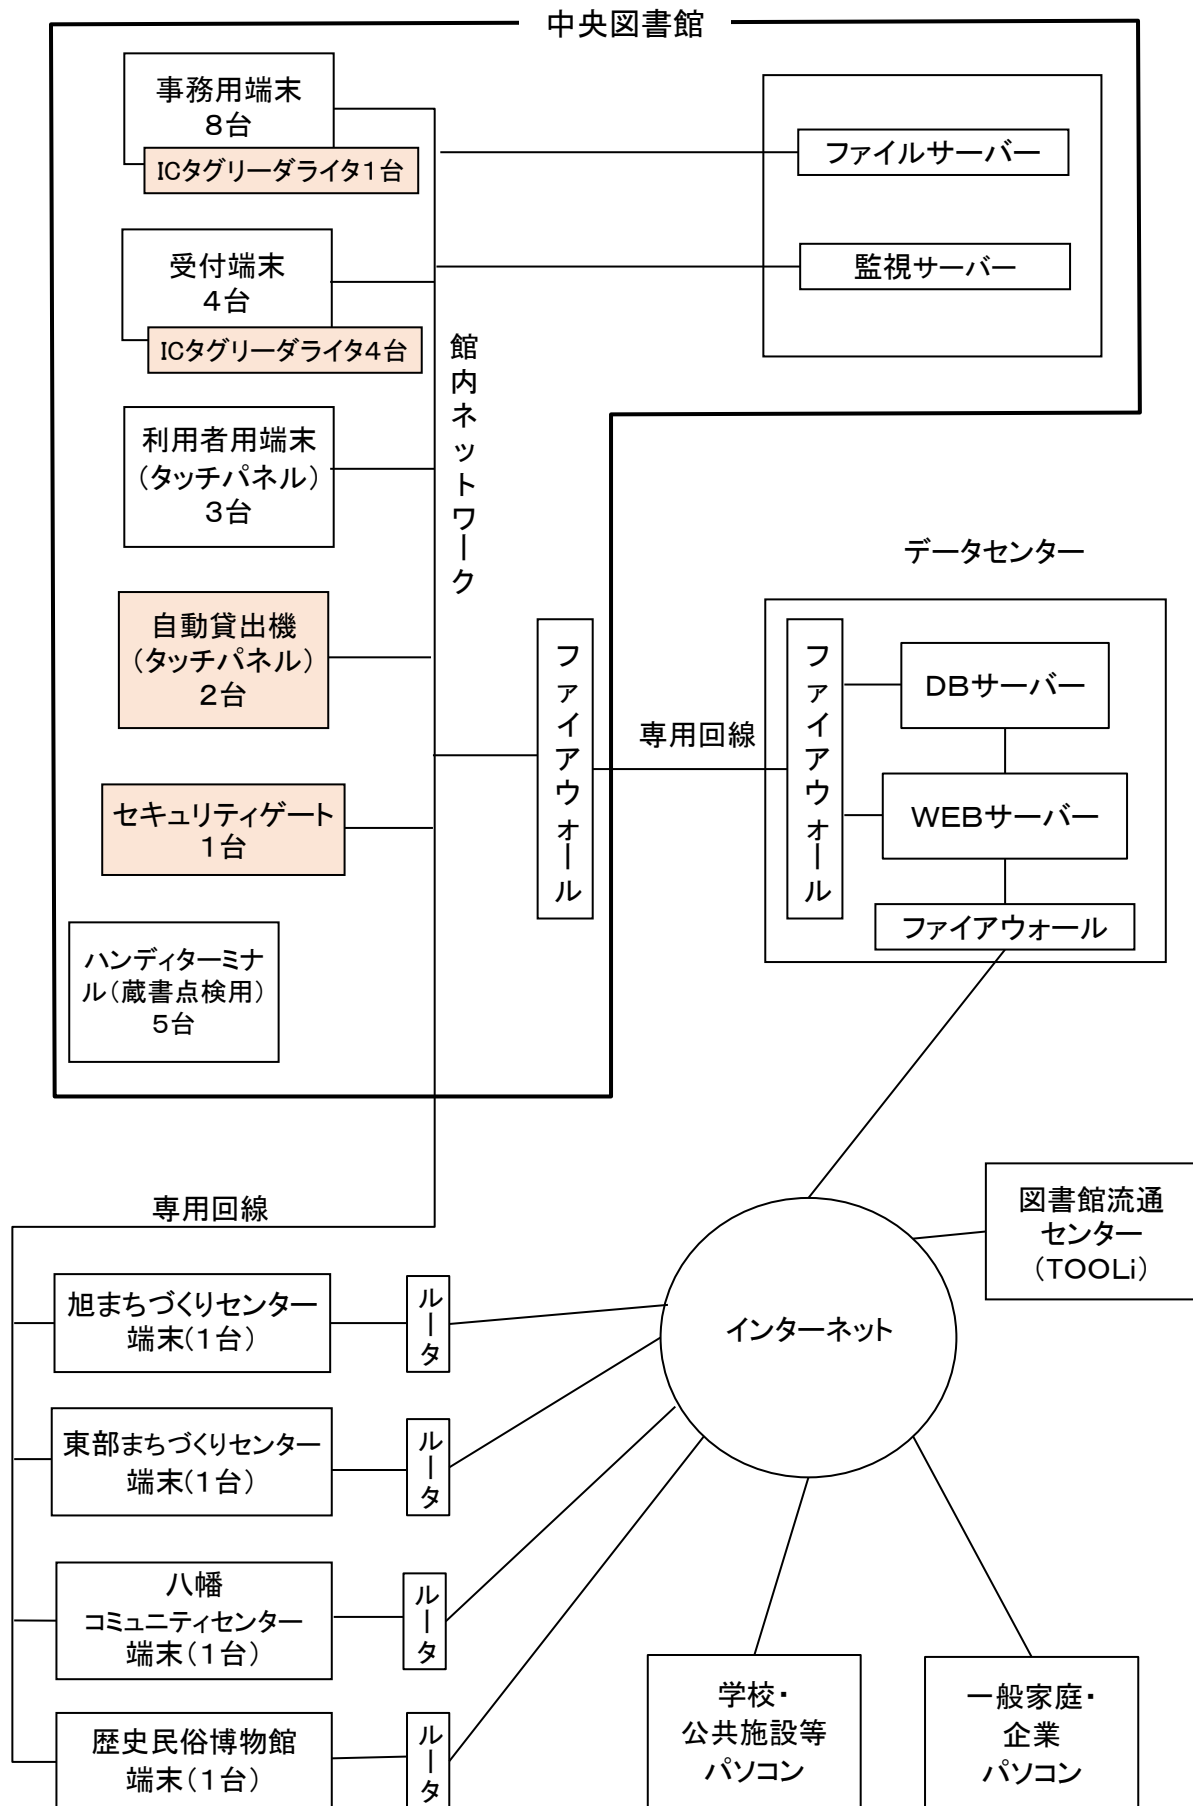 中央図書館
事務用端末
8台
ICタグリーダライタ1台
受付端末
4台
ICタグリーダライタ4台
利用者用端末
(タッチパネル)
3台
自動貸出機
(タッチパネル)
2台
セキュリティゲート
1台
ハンディターミナ
ル(蔵書点検用)
5台
館内ネットワーク
ファイルサーバー
監視サーバー
ファイアウォール
専用回線
データセンター
ファイアウォール
DBサーバー
WEBサーバー
ファイアウォール
専用回線
旭まちづくりセンター
端末(1台)
ルータ
東部まちづくりセンター
端末(1台)
ルータ
八幡
コミュニティセンター
端末(1台)
ルータ
歴史民俗博物館
端末(1台)
ルータ
インターネット
図書館流通
センター
(TOOLi)
学校・
公共施設等
パソコン
一般家庭・
企業
パソコン